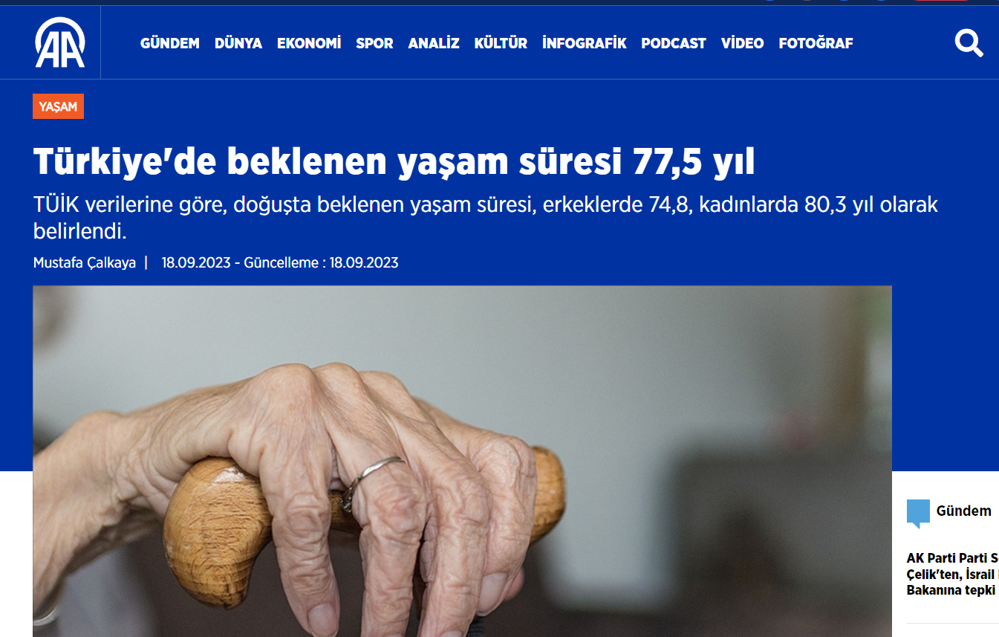 AA
GÜNDEM DÜNYA EKONOMİ SPOR ANALİZ KÜLTÜR İNFOGRAFİK PODCAST VİDEO FOTOĞRAF
YAŞAM
Türkiye'de beklenen yaşam süresi 77,5 yıl
TÜİK verilerine göre, doğuşta beklenen yaşam süresi, erkeklerde 74,8, kadınlarda 80,3 yıl olarak
belirlendi.
Mustafa Çalkaya | 18.09.2023 - Güncelleme : 18.09.2023
Gündem
AK Parti Parti
Çelik'ten, İsrail
Bakanına tepki